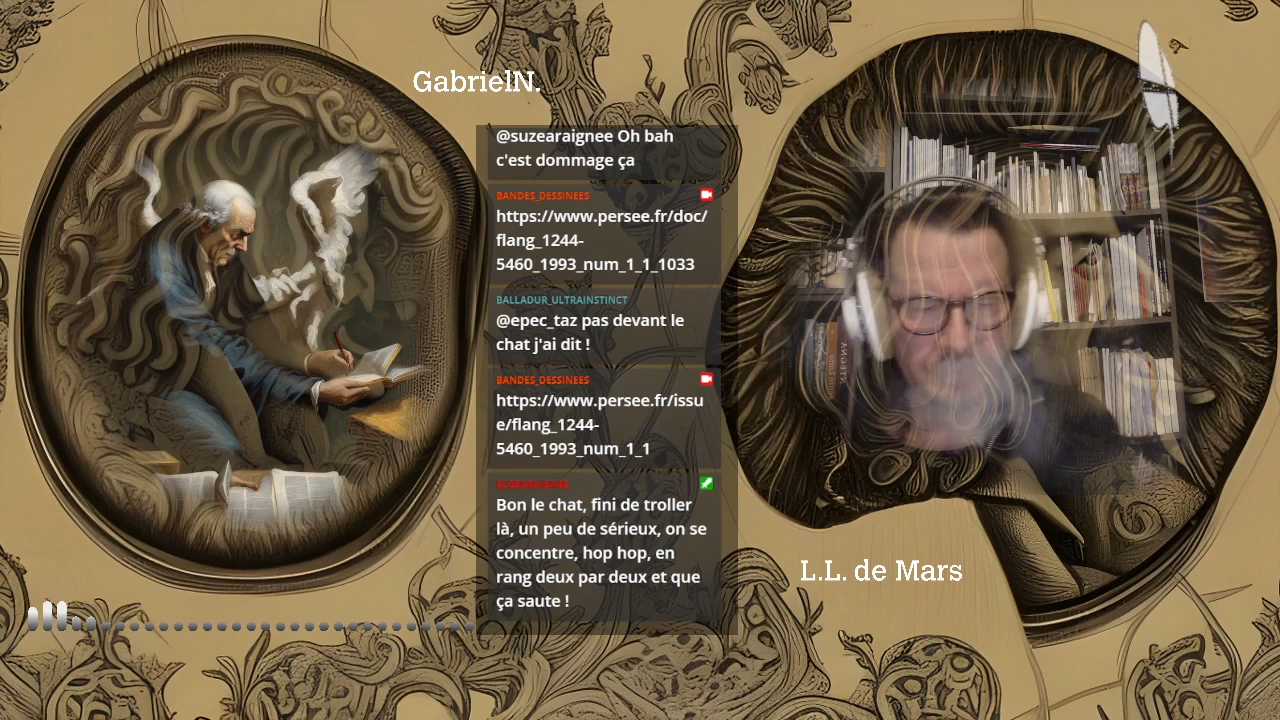 GabrielN.
@suzearaignee Oh bah
c'est dommage ça
BANDES_DESSINEES
https://www.persee.fr/doc/
flang_1244-
5460_1993_num_1_1_1033
BALLADUR_ULTRAINSTINCT
@epec_taz pas devant le
chat j'ai dit !
BANDES_DESSINEES
https://www.persee.fr/issu
e/flang_1244-
5460_1993_num_1_1
SUZEARAIGNEE
Bon le chat, fini de troller
là, un peu de sérieux, on se
concentre, hop hop, en
rang deux par deux et que
ça saute !
L.L. de Mars